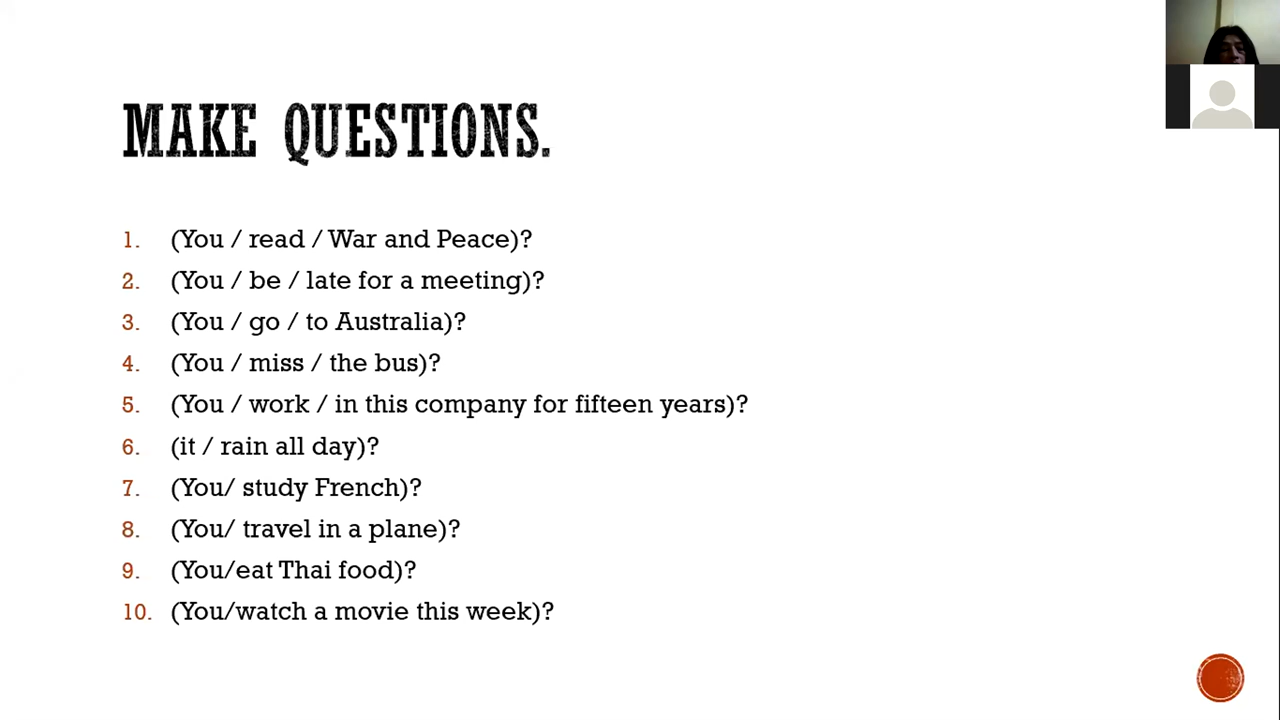 MAKE QUESTIONS.
1. (You / read / War and Peace)?
2. (You / be / late for a meeting)?
3. (You / go / to Australia)?
4. (You / miss / the bus)?
5. (You / work / in this company for fifteen years)?
6. (it / rain all day)?
7. (You/ study French)?
8. (You/ travel in a plane)?
9. (You/eat Thai food)?
10. (You/watch a movie this week)?